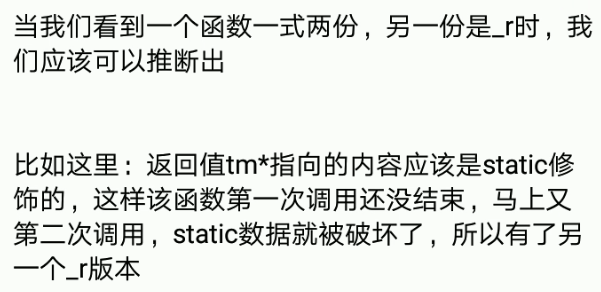 当我们看到一个函数一式两份，另一份是_r时，我
们应该可以推断出
比如这里：返回值tm*指向的内容应该是static修
饰的，这样该函数第一次调用还没结束，马上又
第二次调用，static数据就被破坏了，所以有了另
一个_r版本